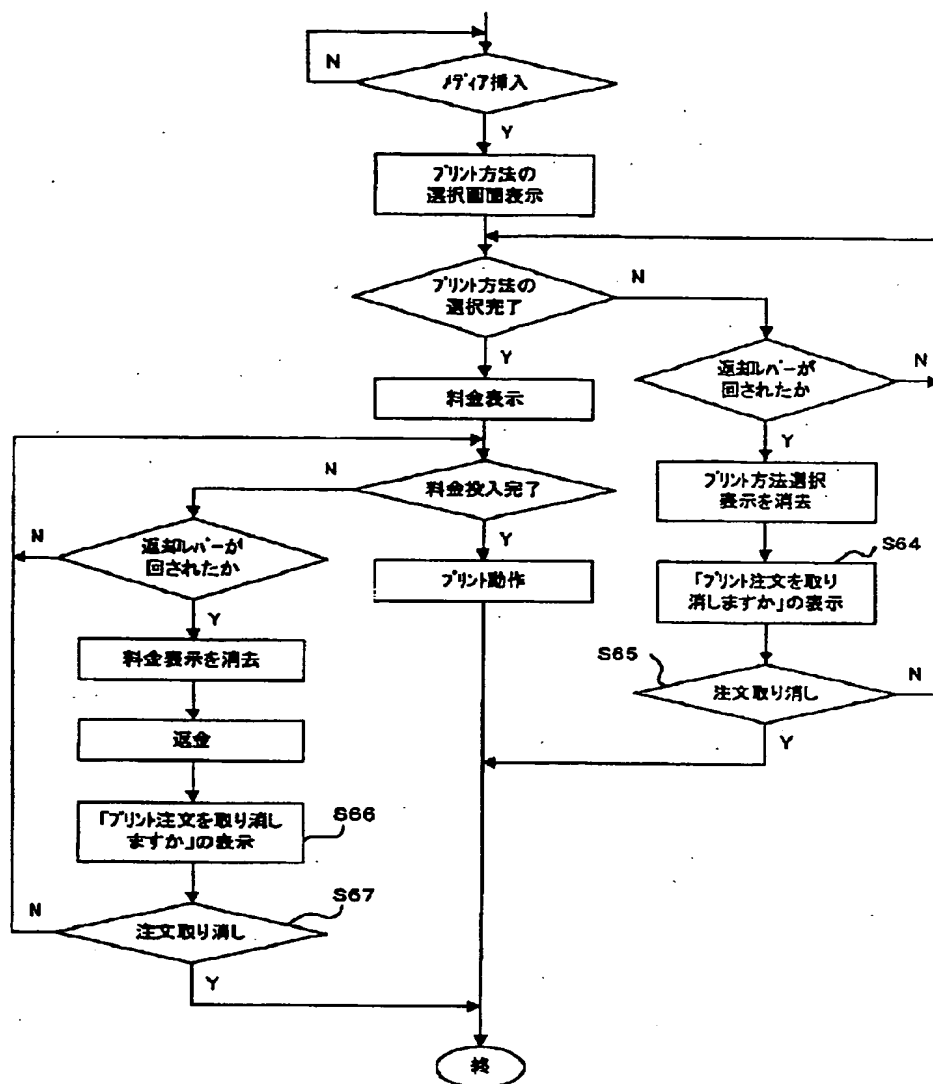 N
メディア挿入
Y
プリント方法の
選択画面表示
プリント方法の
選択完了
N
Y
返却レバーが
回されたか
N
料金表示
Y
N
料金投入完了
プリント方法選択
表示を消去
N
返却レバーが
回されたか
Y
S64
プリント動作
「プリント注文を取り
消しますか」の表示
Y
料金表示を消去
S65
注文取り消し
N
返金
Y
「プリント注文を取り消し
ますか」の表示
S66
S67
N
注文取り消し
Y
終